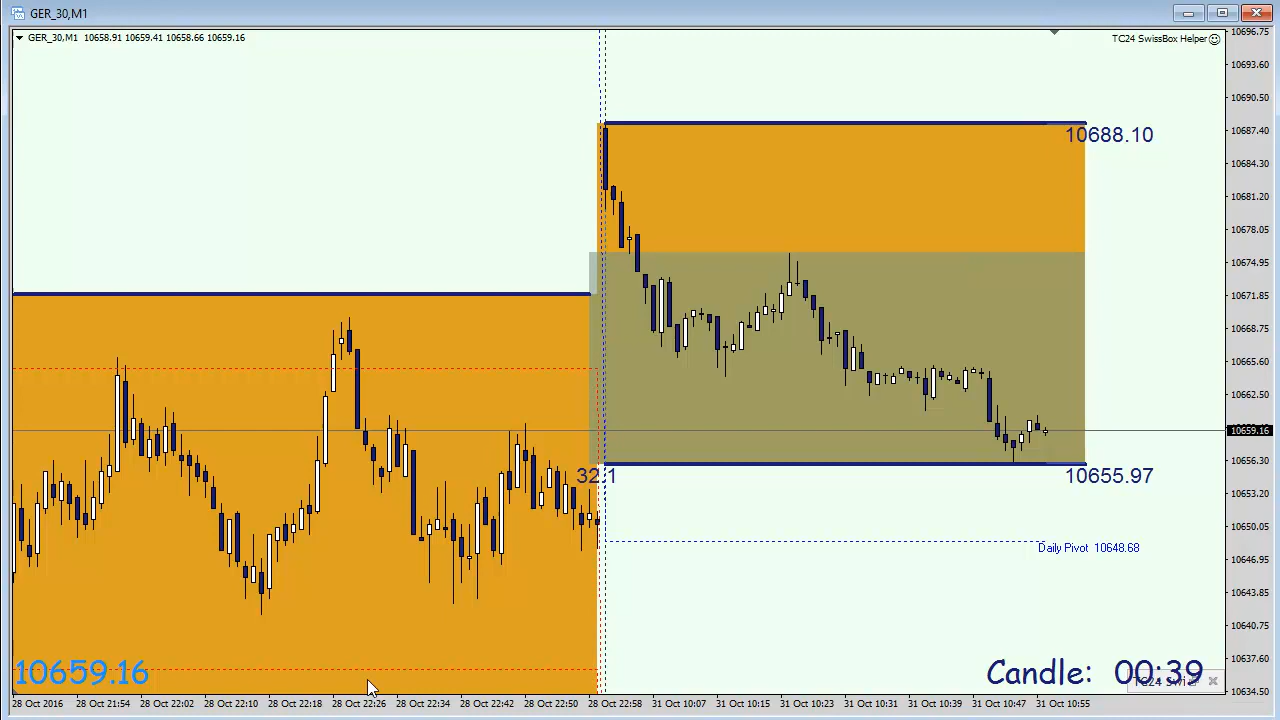 GER_30,M1
GER_30,M1 10658.91 10659.41 10658.66 10659.16
TC24 SwissBox Helper
10696.75
10693.60
10690.50
10687.40
10684.30
10681.20
10678.05
10674.95
10671.85
10668.75
10665.60
10662.50
10659.16
10656.30
10653.20
10650.05
10646.95
10643.85
10640.75
10637.60
10634.50
10688.10
32.1
10655.97
Daily Pivot 10648.68
10659.16
Candle: 00:39
28 Oct 2016
28 Oct 21:54
28 Oct 22:02
28 Oct 22:10
28 Oct 22:18
28 Oct 22:26
28 Oct 22:34
28 Oct 22:42
28 Oct 22:50
28 Oct 22:58
31 Oct 10:07
31 Oct 10:15
31 Oct 10:23
31 Oct 10:31
31 Oct 10:39
31 Oct 10:47
31 Oct 10:55